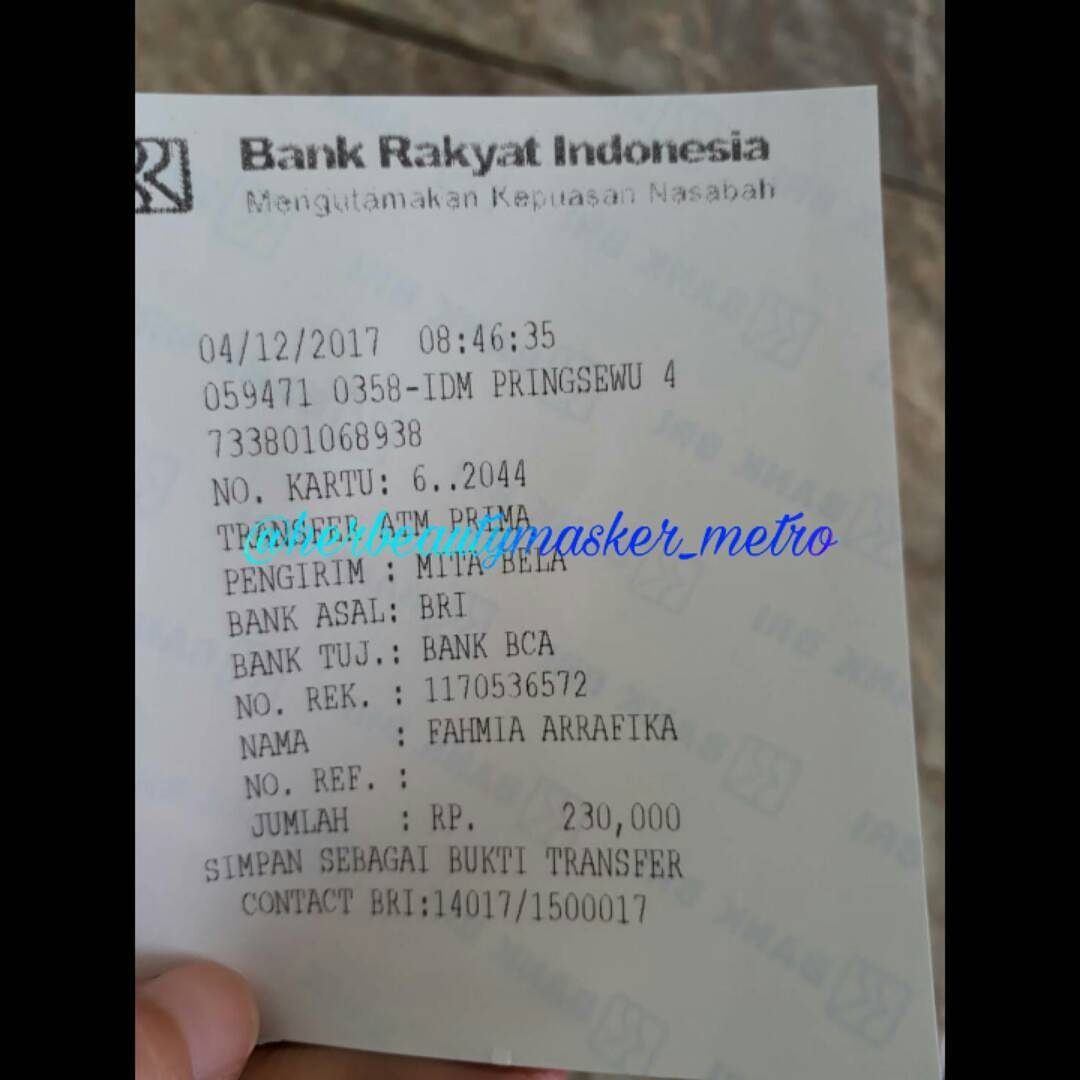 Bank Rakyat Indonesia
Mengutamakan Kepuasan Nasabah
04/12/2017 08:46:35
059471 0358-IDM PRINGSEWU 4
733801068938
NO. KARTU: 6..2044
TRANSFER ATM PRIMA
@herbeautymasker_metro
PENGIRIM : MITA BELA
BANK ASAL: BRI
BANK TUJ.: BANK BCA
NO. REK. : 1170536572
NAMA : FAHMIA ARRAFIKA
NO. REF. :
JUMLAH : RP. 230,000
SIMPAN SEBAGAI BUKTI TRANSFER
CONTACT BRI:14017/1500017